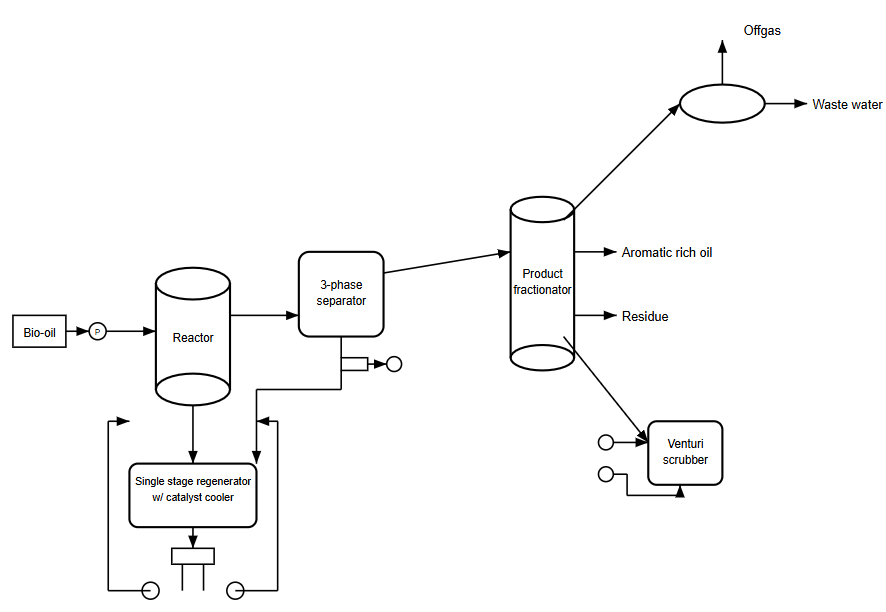 Offgas
Waste water
Aromatic rich oil
Product
fractionator
3-phase
separator
Residue
Bio-oil
P
Reactor
Venturi
scrubber
Single stage regenerator
w/ catalyst cooler